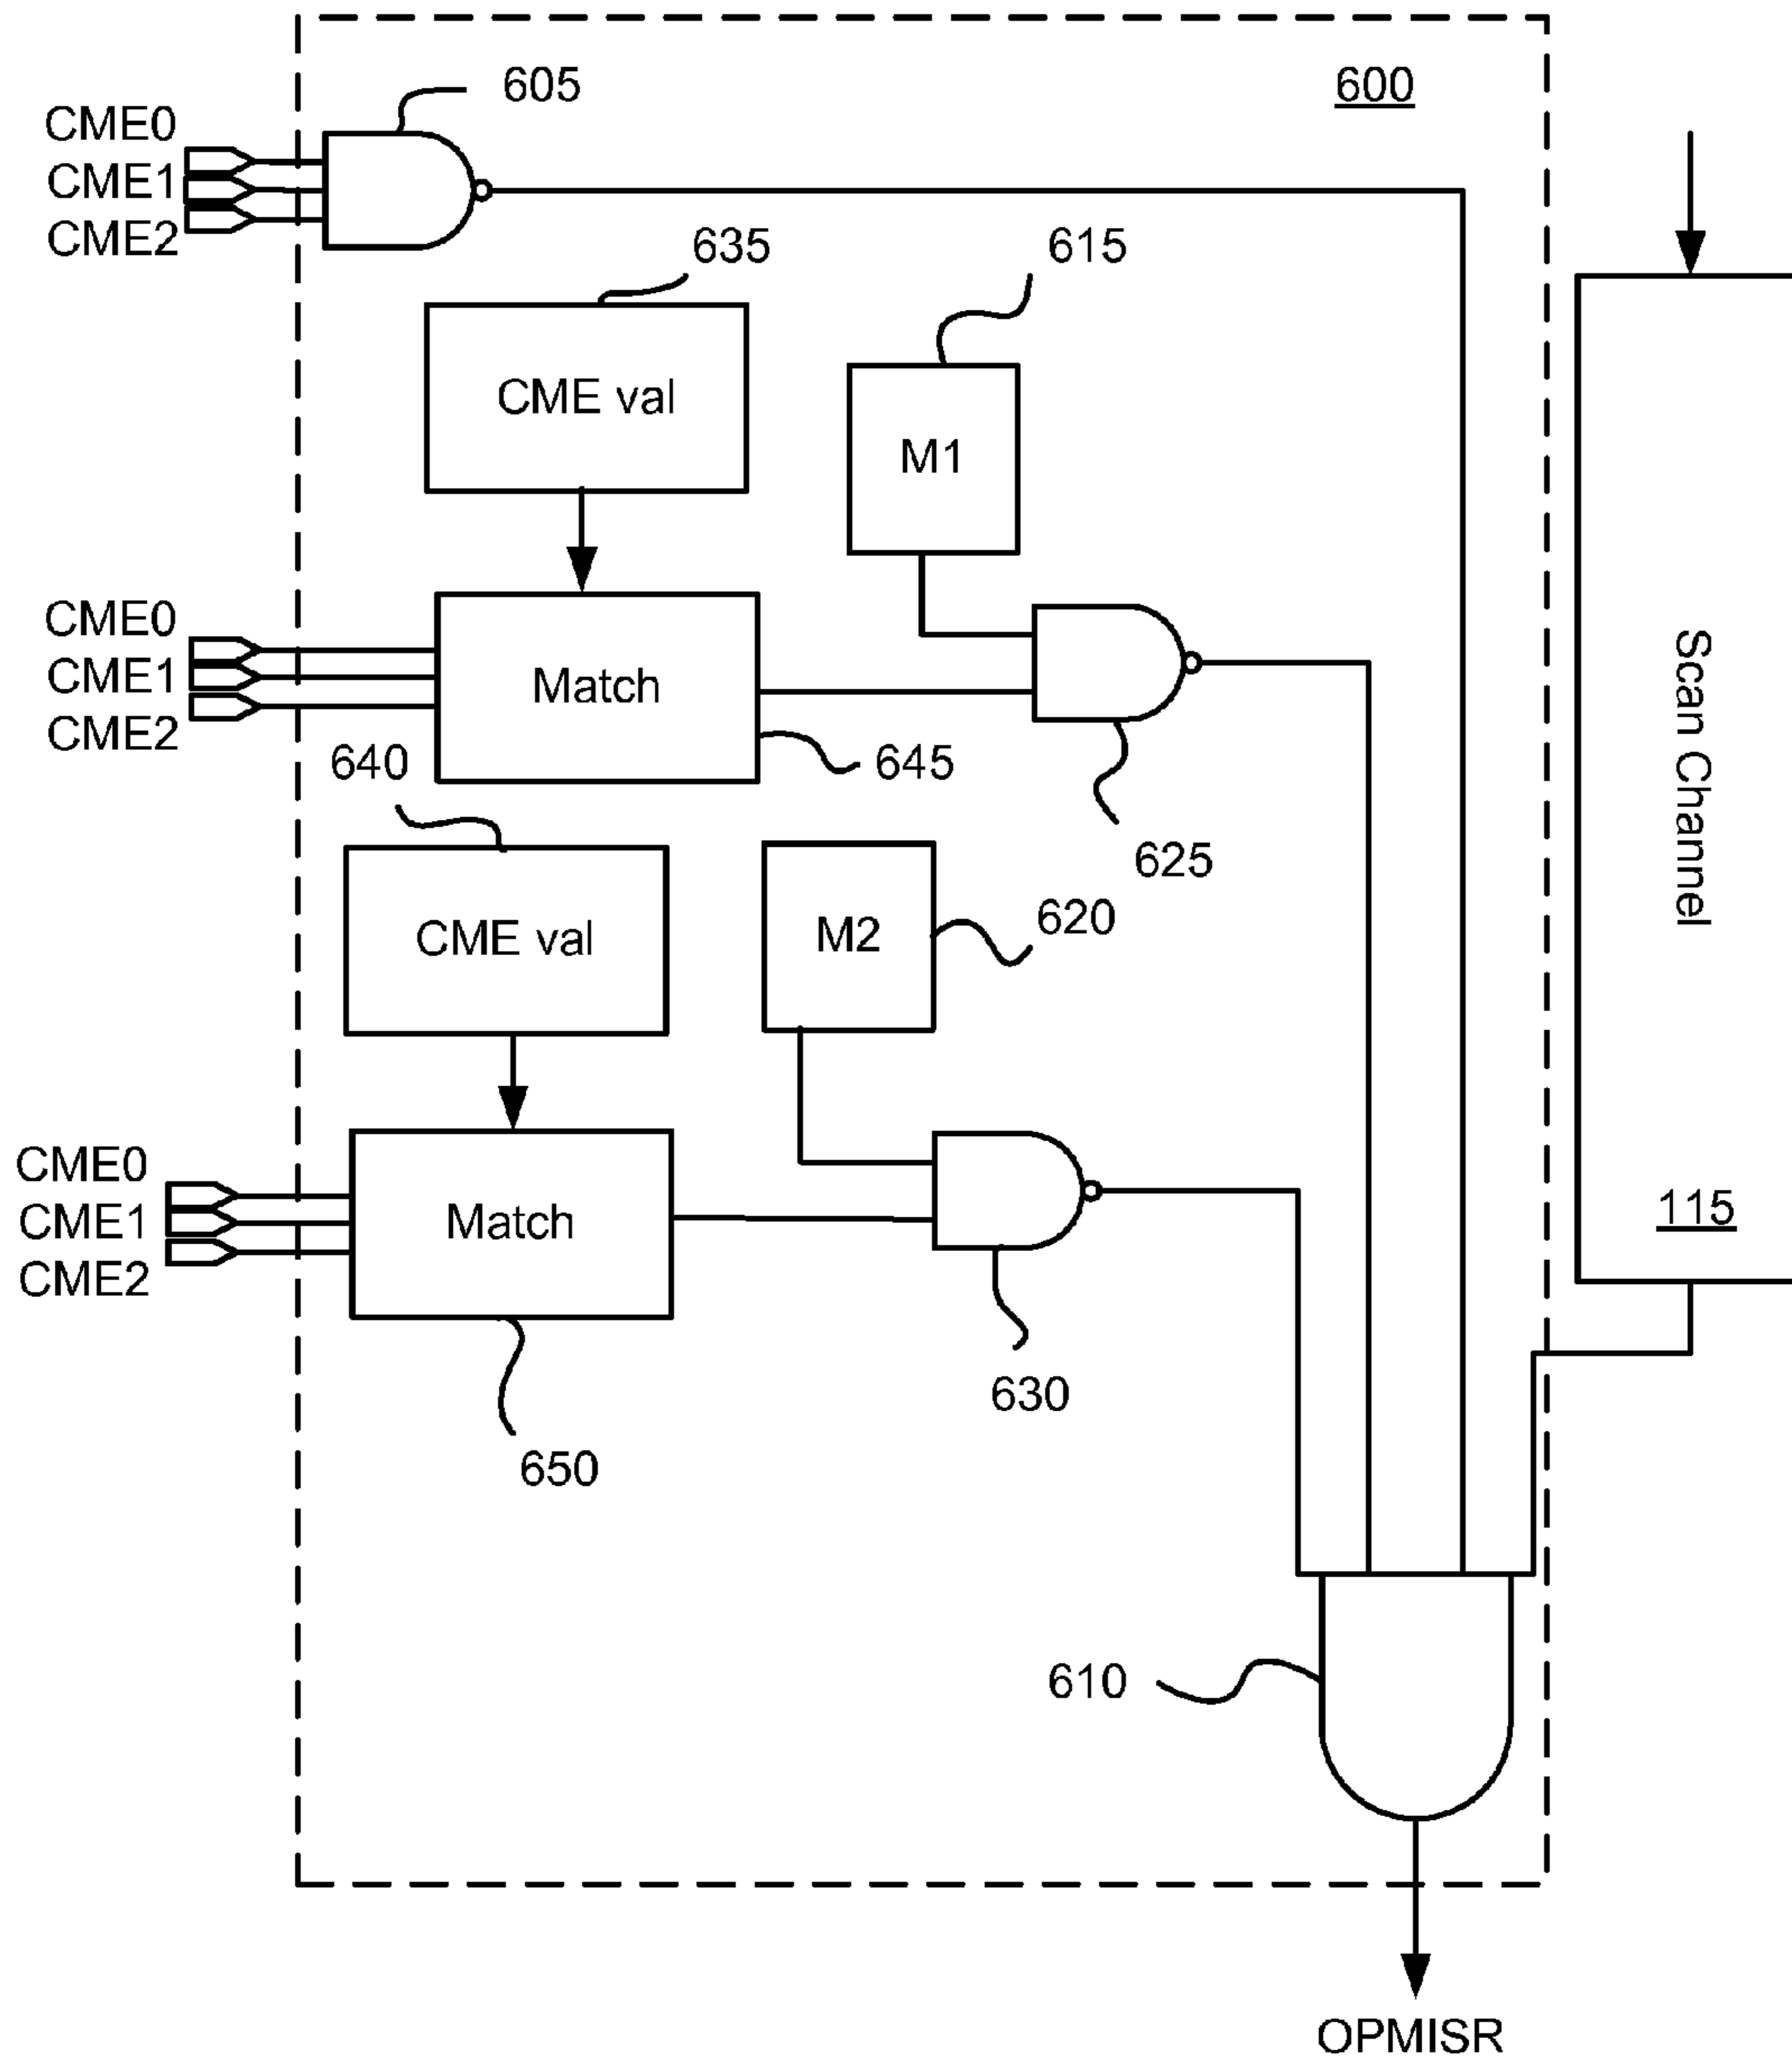 600
605
CME0
CME1
CME2
635
615
CME val
M1
CME0
CME1
CME2
Match
Scan Channel
640
645
625
CME val
M2
620
CME0
CME1
CME2
Match
115
630
650
610
OPMISR